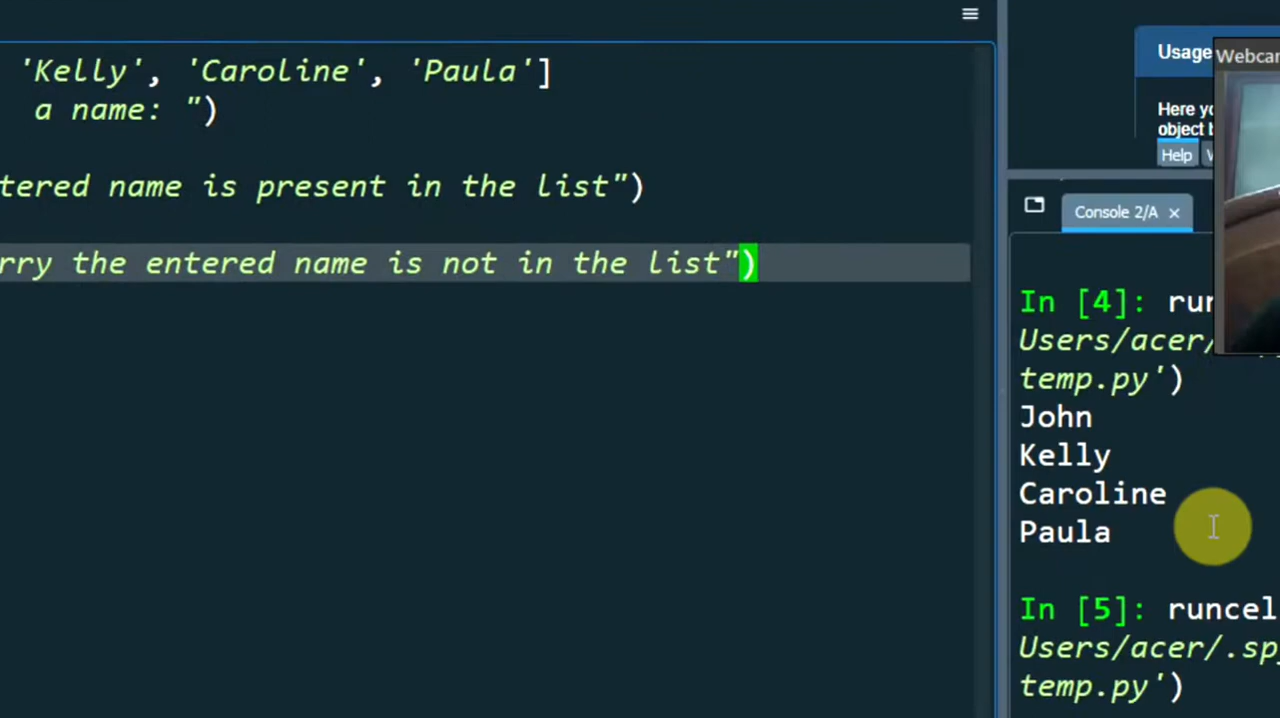 'Kelly', 'Caroline', 'Paula']
a name: ")
tered name is present in the list")
rry the entered name is not in the list")
Usage
Webcam
Here yo
object b
Help
Console 2/A
In [4]: run
Users/acer/
temp.py')
John
Kelly
Caroline
Paula
In [5]: runcel
Users/acer/.sp
temp.py')